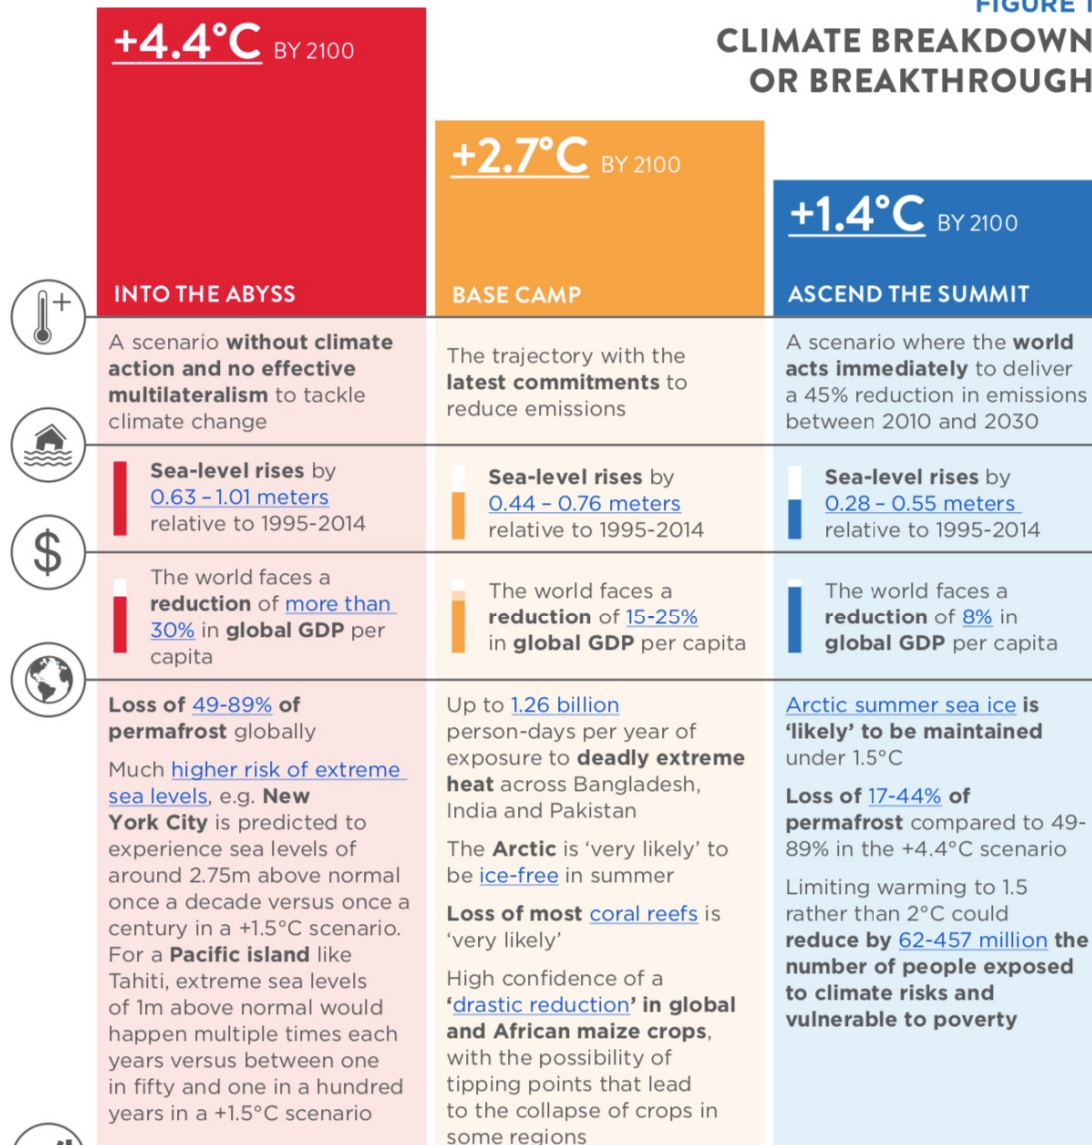 FIGURE 1
CLIMATE BREAKDOWN
OR BREAKTHROUGH
+4.4°C BY 2100
INTO THE ABYSS
A scenario without climate
action and no effective
multilateralism to tackle
climate change
Sea-level rises by
0.63 – 1.01 meters
relative to 1995-2014
The world faces a
reduction of more than
30% in global GDP per
capita
Loss of 49-89% of
permafrost globally
Much higher risk of extreme
sea levels, e.g. New
York City is predicted to
experience sea levels of
around 2.75m above normal
once a decade versus once a
century in a +1.5°C scenario.
For a Pacific island like
Tahiti, extreme sea levels
of 1m above normal would
happen multiple times each
years versus between one
in fifty and one in a hundred
years in a +1.5°C scenario
+2.7°C BY 2100
BASE CAMP
The trajectory with the
latest commitments to
reduce emissions
Sea-level rises by
0.44 – 0.76 meters
relative to 1995-2014
The world faces a
reduction of 15-25%
in global GDP per capita
Up to 1.26 billion
person-days per year of
exposure to deadly extreme
heat across Bangladesh,
India and Pakistan
The Arctic is ‘very likely’ to
be ice-free in summer
Loss of most coral reefs is
‘very likely’
High confidence of a
‘drastic reduction’ in global
and African maize crops,
with the possibility of
tipping points that lead
to the collapse of crops in
some regions
+1.4°C BY 2100
ASCEND THE SUMMIT
A scenario where the world
acts immediately to deliver
a 45% reduction in emissions
between 2010 and 2030
Sea-level rises by
0.28 – 0.55 meters
relative to 1995-2014
The world faces a
reduction of 8% in
global GDP per capita
Arctic summer sea ice is
‘likely’ to be maintained
under 1.5°C
Loss of 17-44% of
permafrost compared to 49-
89% in the +4.4°C scenario
Limiting warming to 1.5
rather than 2°C could
reduce by 62-457 million the
number of people exposed
to climate risks and
vulnerable to poverty
$